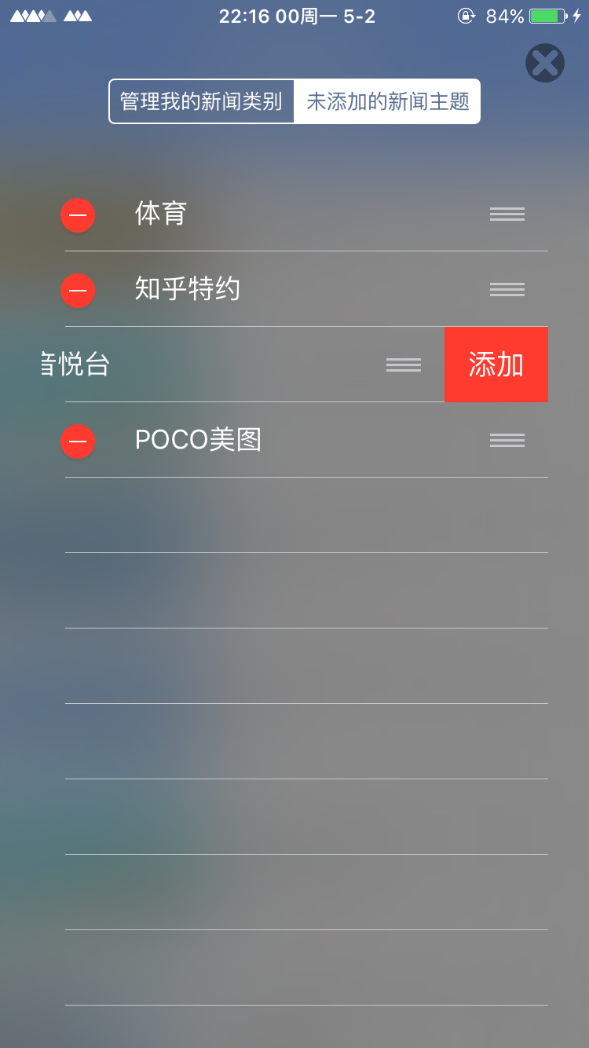 22:16 00周一 5-2 84%
管理我的新闻类别 未添加的新闻主题
体育
知乎特约
音悦台 添加
POCO美图